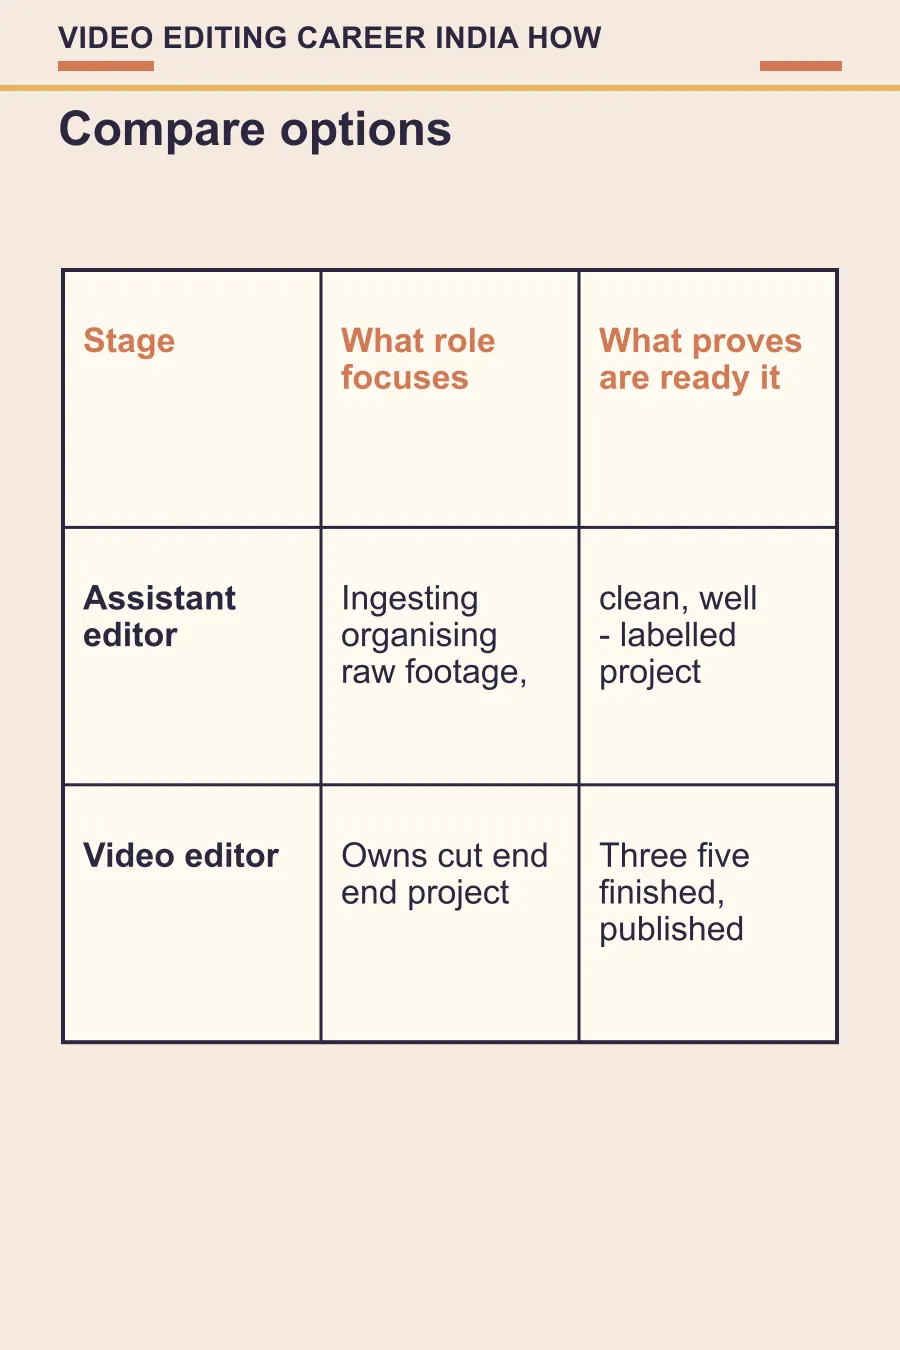 VIDEO EDITING CAREER INDIA HOW
Compare options
Stage
What role
focuses
What proves
are ready it
Assistant
editor
Ingesting
organising
raw footage,
clean, well
- labelled
project
Video editor
Owns cut end
end project
Three five
finished,
published